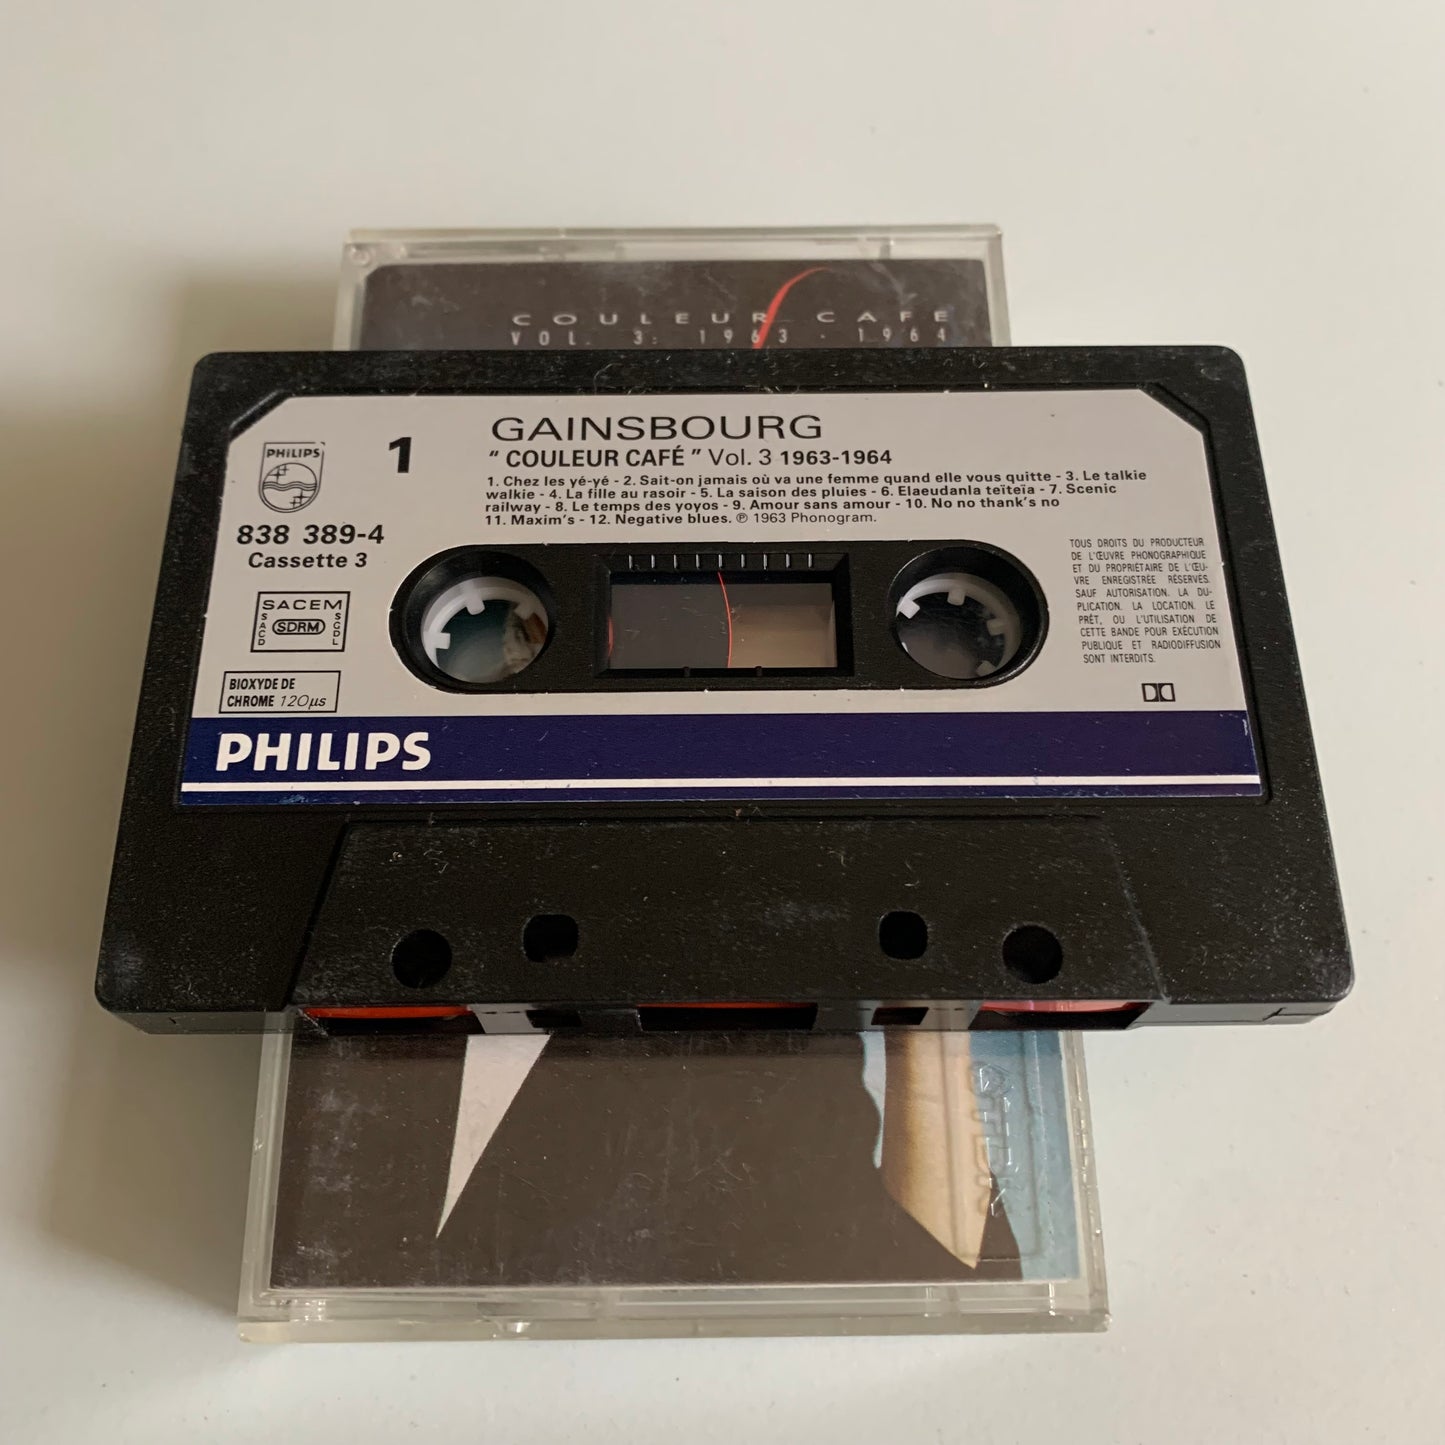 COULEUR CAFÉ
VOL. 3: 1963 - 1964
GAINSBOURG
" COULEUR CAFÉ " Vol. 3 1963-1964
1. Chez les yé-yé - 2. Sait-on jamais où va une femme quand elle vous quitte - 3. Le talkie
walkie - 4. La fille au rasoir - 5. La saison des pluies - 6. Elaeudanla teïteïa - 7. Scenic
railway - 8. Le temps des yoyos - 9. Amour sans amour - 10. No no thank's no
11. Maxim's - 12. Negative blues. ℗ 1963 Phonogram.
PHILIPS
1
838 389-4
Cassette 3
SACEM
SACD
SDRM
SGDL
BIOXYDE DE
CHROME 120µs
TOUS DROITS DU PRODUCTEUR
DE L'ŒUVRE PHONOGRAPHIQUE
ET DU PROPRIÉTAIRE DE L'ŒU-
VRE ENREGISTRÉE RÉSERVÉS.
SAUF AUTORISATION. LA DU-
PLICATION. LA LOCATION. LE
PRÊT, OU L'UTILISATION DE
CETTE BANDE POUR EXÉCUTION
PUBLIQUE ET RADIODIFFUSION
SONT INTERDITS.
PHILIPS